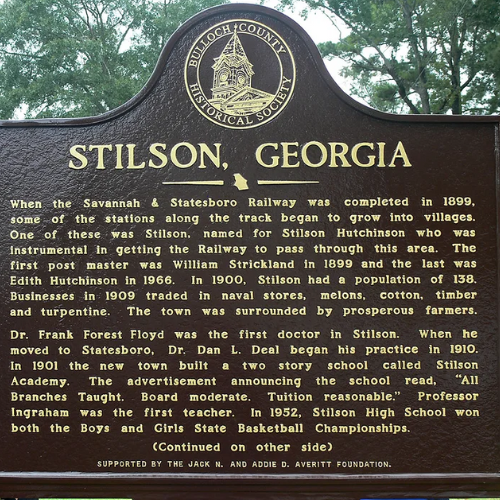 BULLOCH COUNTY
HISTORICAL SOCIETY
STILSON, GEORGIA
When the Savannah & Statesboro Railway was completed in 1899,
some of the stations along the track began to grow into villages.
One of these was Stilson, named for Stilson Hutchinson who was
instrumental in getting the Railway to pass through this area. The
first post master was William Strickland in 1899 and the last was
Edith Hutchinson in 1966. In 1900, Stilson had a population of 138.
Businesses in 1909 traded in naval stores, melons, cotton, timber
and turpentine. The town was surrounded by prosperous farmers.
Dr. Frank Forest Floyd was the first doctor in Stilson. When he
moved to Statesboro, Dr. Dan L. Deal began his practice in 1910.
In 1901 the new town built a two story school called Stilson
Academy. The advertisement announcing the school read, "All
Branches Taught. Board moderate. Tuition reasonable." Professor
Ingraham was the first teacher. In 1952, Stilson High School won
both the Boys and Girls State Basketball Championships.
(Continued on other side)
SUPPORTED BY THE JACK N. AND ADDIE D. AVERITT FOUNDATION.